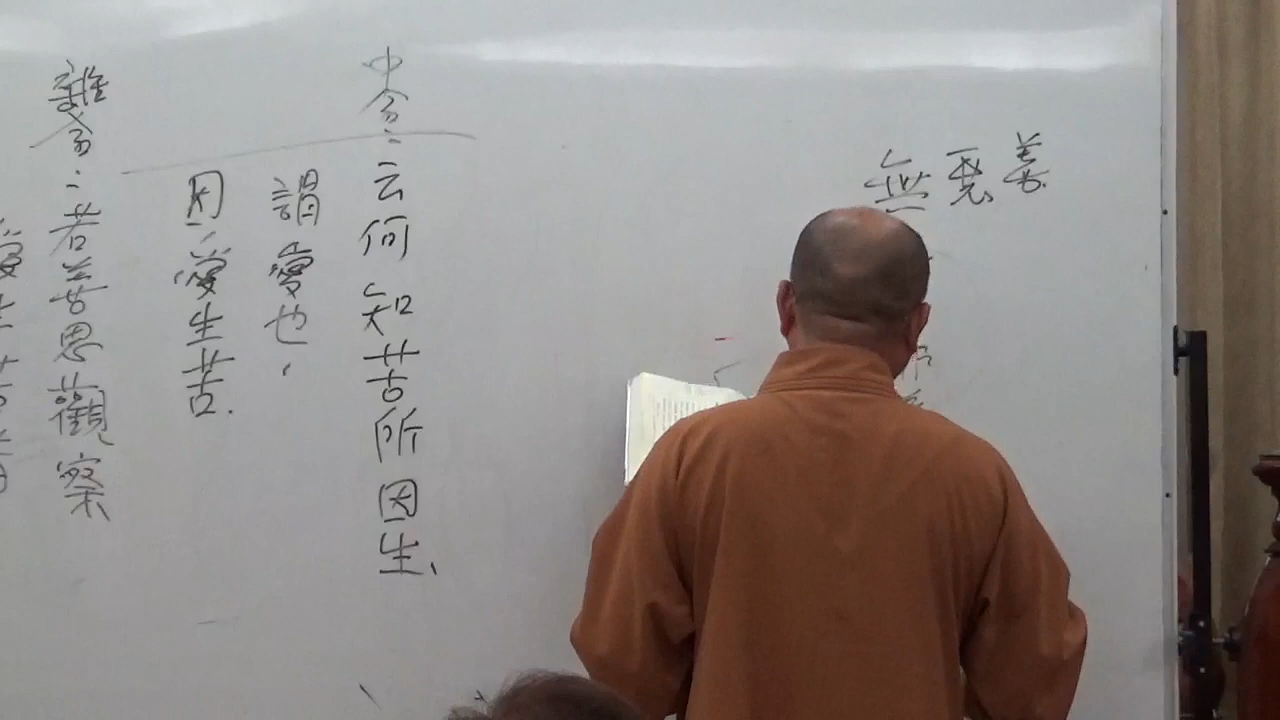 善
惡
無
中含:云何知苦所因生、
謂愛也,
因愛生苦.
雜含:若善思觀察